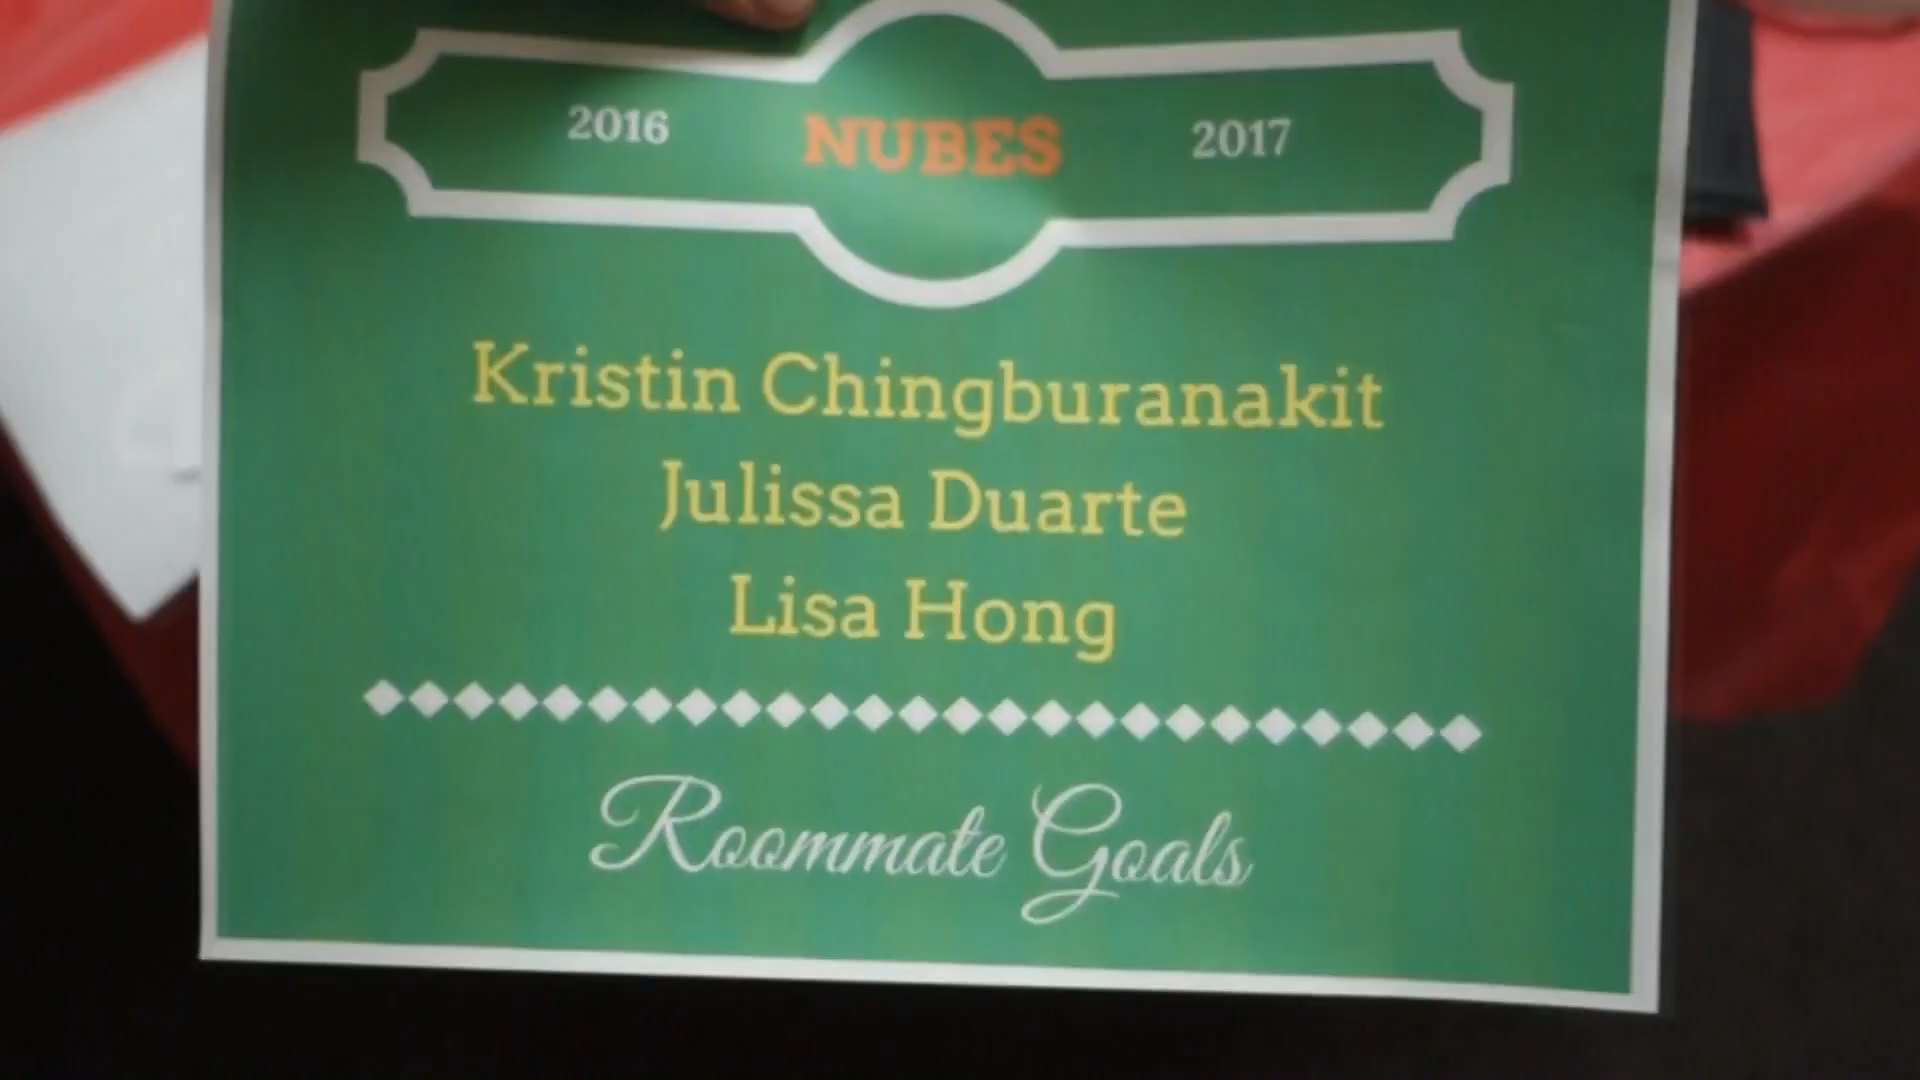 2016 NUBES 2017
Kristin Chingburanakit
Julissa Duarte
Lisa Hong
Roommate Goals